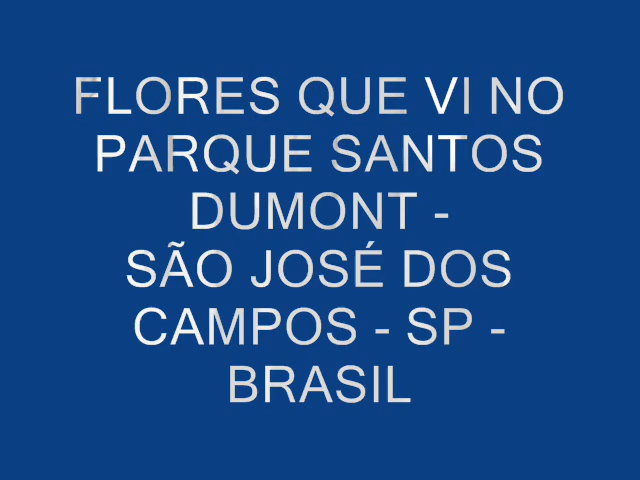 FLORES QUE VI NO
PARQUE SANTOS
DUMONT -
SÃO JOSÉ DOS
CAMPOS - SP -
BRASIL